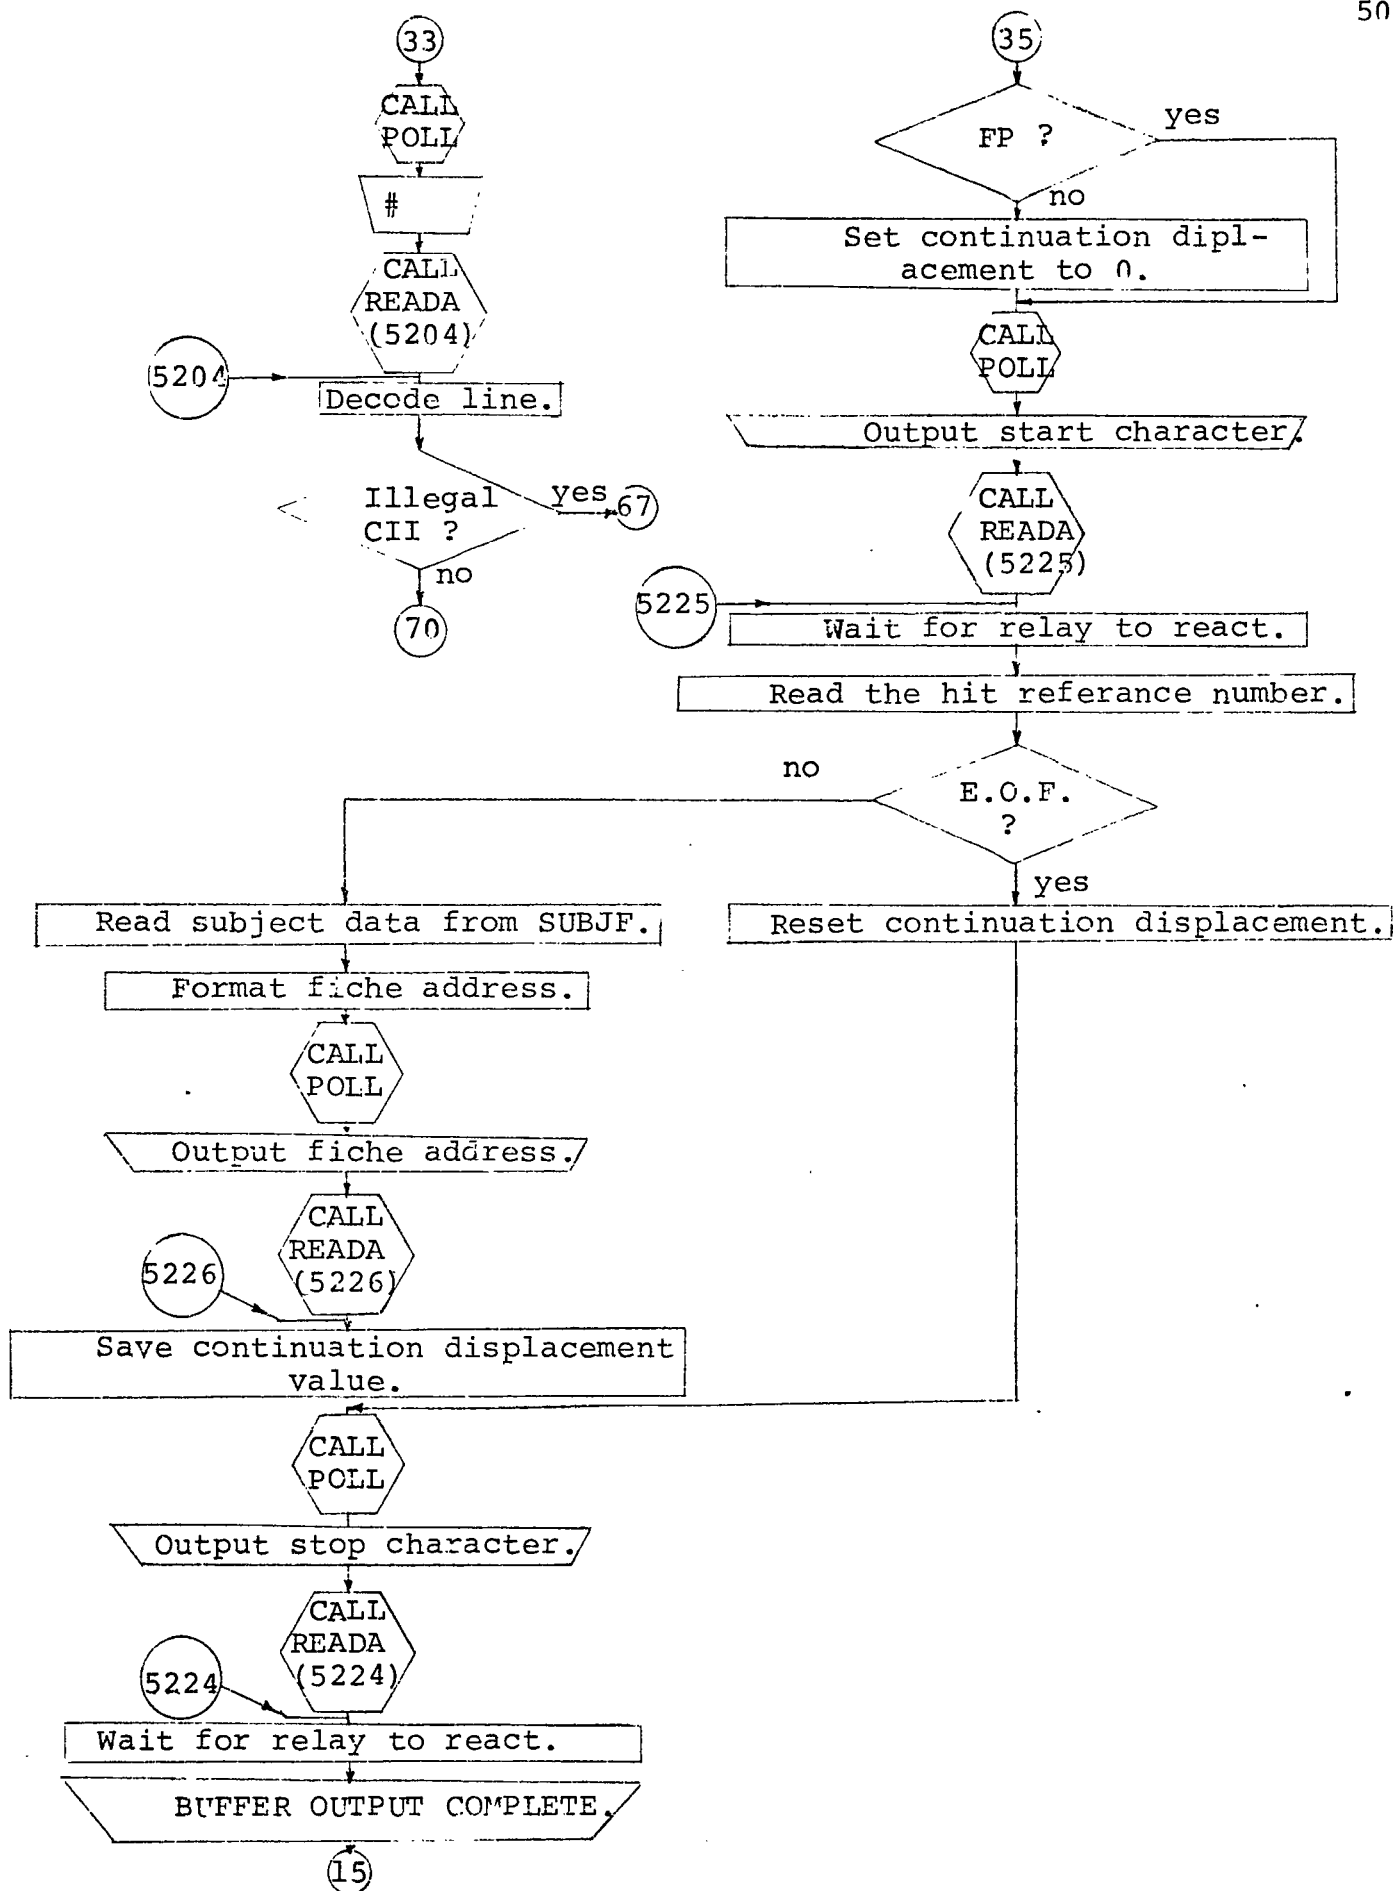 50
33
CALL
POLL
#
CALL
READA
(5204)
5204
Decode line.
Illegal
CII ?
yes
67
no
70
35
FP ?
yes
no
Set continuation dipl-
acement to 0.
CALL
POLL
Output start character.
CALL
READA
(5225)
5225
Wait for relay to react.
Read the hit referance number.
E.O.F.
?
no
yes
Read subject data from SUBJF.
Reset continuation displacement.
Format fiche address.
CALL
POLL
Output fiche address.
CALL
READA
(5226)
5226
Save continuation displacement
value.
CALL
POLL
Output stop character.
CALL
READA
(5224)
5224
Wait for relay to react.
BUFFER OUTPUT COMPLETE.
15